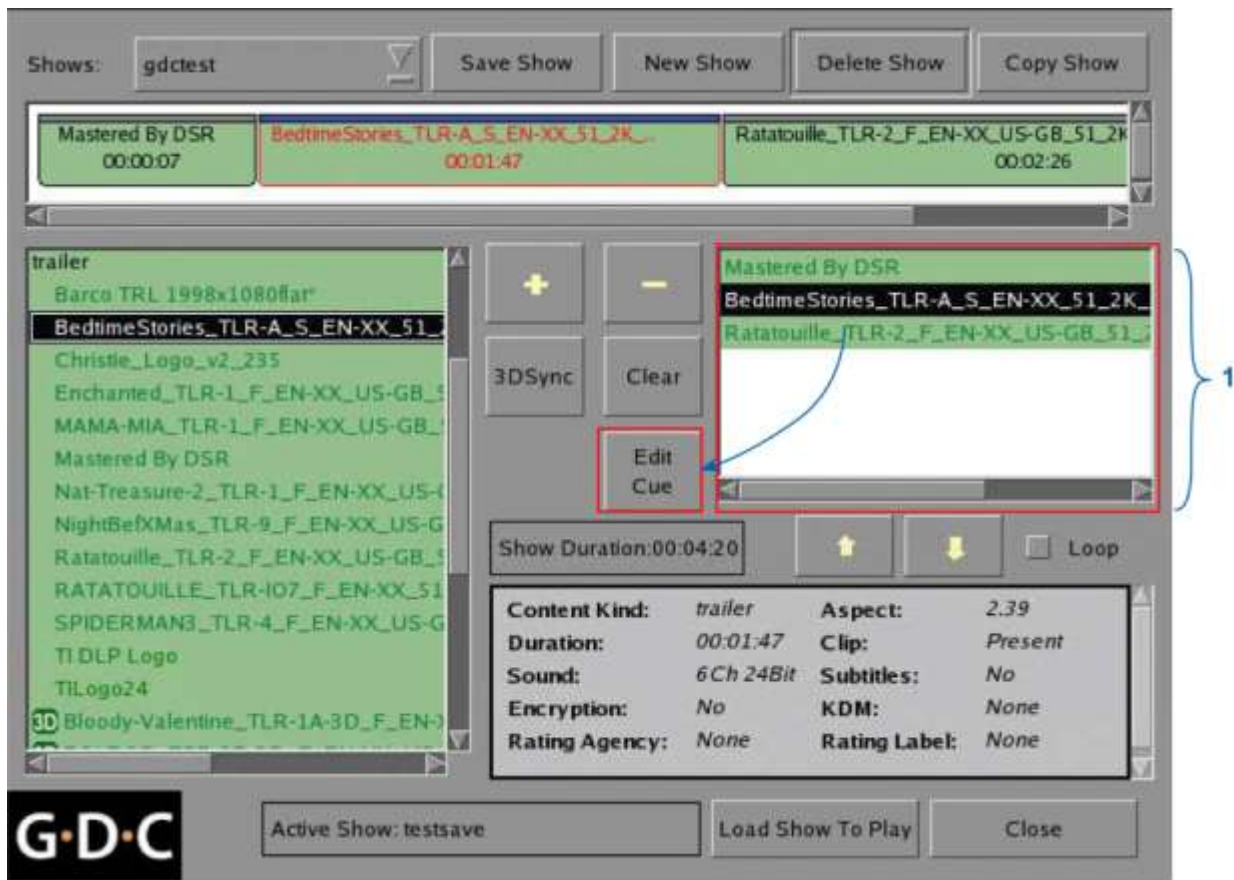 Shows: gdctest Save Show New Show Delete Show Copy Show
Mastered By DSR BedtimeStories_TLR-A_S_EN-XX_51_2K_... Ratatouille_TLR-2_F_EN-XX_US-GB_51_2K
00:00:07 00:01:47 00:02:26
trailer
Barco TRL 1998x1080flat"
BedtimeStories_TLR-A_S_EN-XX_51_2
Christie_Logo_v2_235
Enchanted_TLR-1_F_EN-XX_US-GB_5
MAMA-MIA_TLR-1_F_EN-XX_US-GB_
Mastered By DSR
Nat-Treasure-2_TLR-1_F_EN-XX_US-
NightBefXMas_TLR-9_F_EN-XX_US-G
Ratatouille_TLR-2_F_EN-XX_US-GB_5
RATATOUILLE_TLR-IO7_F_EN-XX_51
SPIDERMAN3_TLR-4_F_EN-XX_US-G
TI DLP Logo
TILogo24
3D Bloody-Valentine_TLR-1A-3D_F_EN-
+ −
3DSync Clear
Edit
Cue
Mastered By DSR
BedtimeStories_TLR-A_S_EN-XX_51_2K_
Ratatouille_TLR-2_F_EN-XX_US-GB_51_2
1
Show Duration:00:04:20 Loop
Content Kind: trailer Aspect: 2.39
Duration: 00:01:47 Clip: Present
Sound: 6Ch 24Bit Subtitles: No
Encryption: No KDM: None
Rating Agency: None Rating Label: None
G·D·C Active Show: testsave Load Show To Play Close